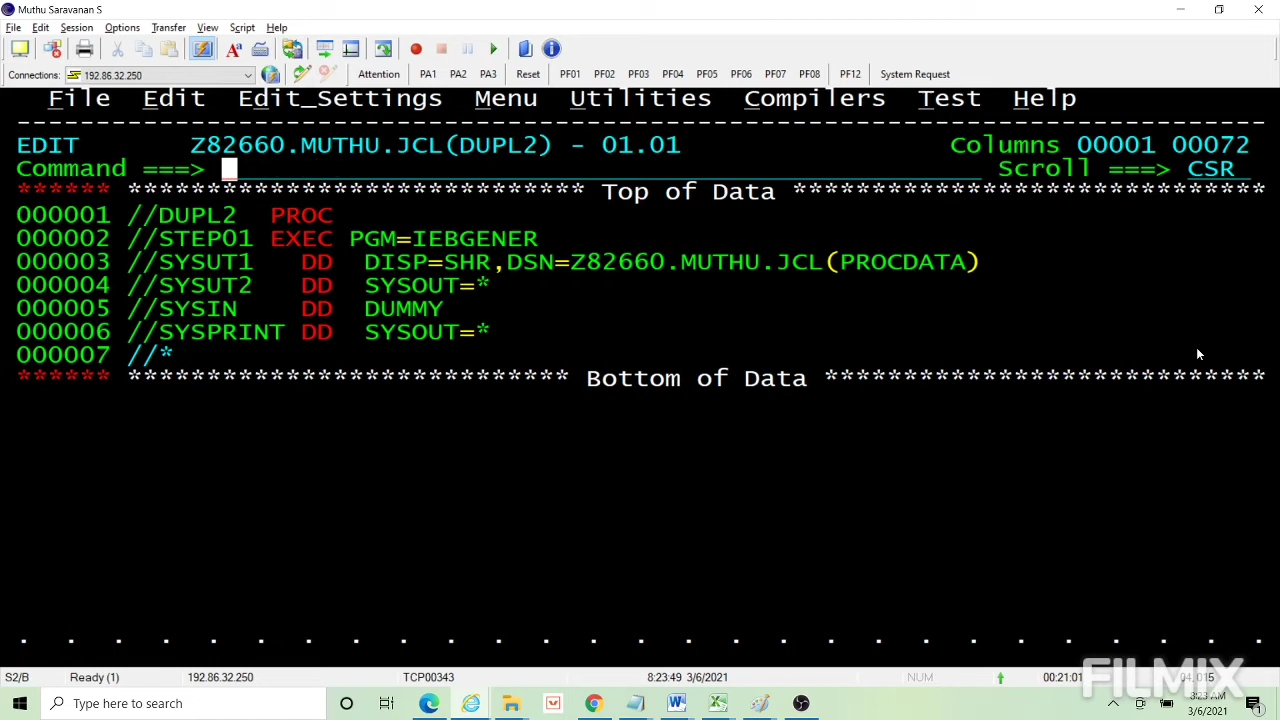 Muthu Saravanan S
File Edit Session Options Transfer View Script Help
Connections: 192.86.32.250 Attention PA1 PA2 PA3 Reset PF01 PF02 PF03 PF04 PF05 PF06 PF07 PF08 PF12 System Request
File Edit Edit_Settings Menu Utilities Compilers Test Help
-------------------------------------------------------------------------------
EDIT Z82660.MUTHU.JCL(DUPL2) - 01.01 Columns 00001 00072
Command ===> Scroll ===> CSR
****** ***************************** Top of Data ******************************
000001 //DUPL2 PROC
000002 //STEP01 EXEC PGM=IEBGENER
000003 //SYSUT1 DD DISP=SHR,DSN=Z82660.MUTHU.JCL(PROCDATA)
000004 //SYSUT2 DD SYSOUT=*
000005 //SYSIN DD DUMMY
000006 //SYSPRINT DD SYSOUT=*
000007 //*
****** **************************** Bottom of Data ****************************
. . . . . . . . . . . . . . . . . . . . . . . . . . .
S2/B Ready (1) 192.86.32.250 TCP00343 8:23:49 3/6/2021 NUM 00:21:01 04,015
FILMIX
Type here to search
8:23 AM
3/6/2021
1